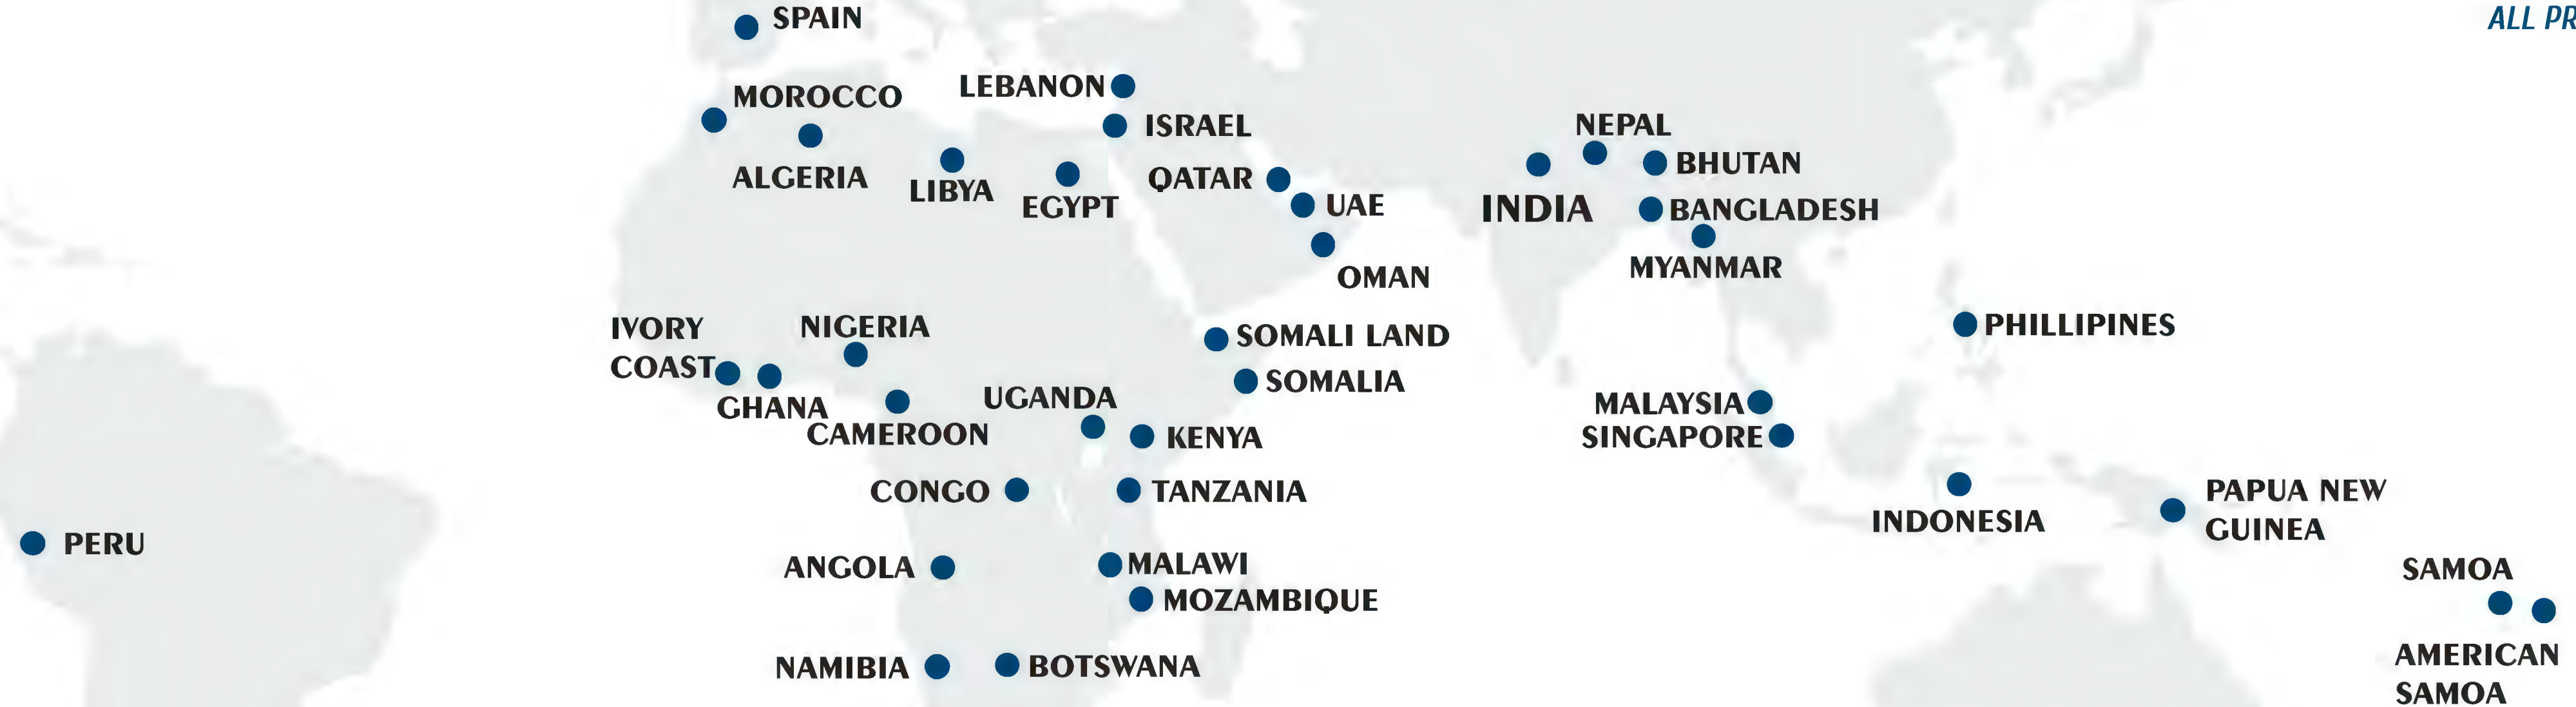 ALL PR
SPAIN
LEBANON
MOROCCO
ISRAEL
NEPAL
BHUTAN
ALGERIA
LIBYA
EGYPT
QATAR
UAE
INDIA
BANGLADESH
MYANMAR
OMAN
IVORY
COAST
NIGERIA
SOMALI LAND
PHILLIPINES
SOMALIA
GHANA
UGANDA
MALAYSIA
CAMEROON
KENYA
SINGAPORE
CONGO
TANZANIA
PAPUA NEW
GUINEA
INDONESIA
PERU
ANGOLA
MALAWI
SAMOA
MOZAMBIQUE
NAMIBIA
BOTSWANA
AMERICAN
SAMOA